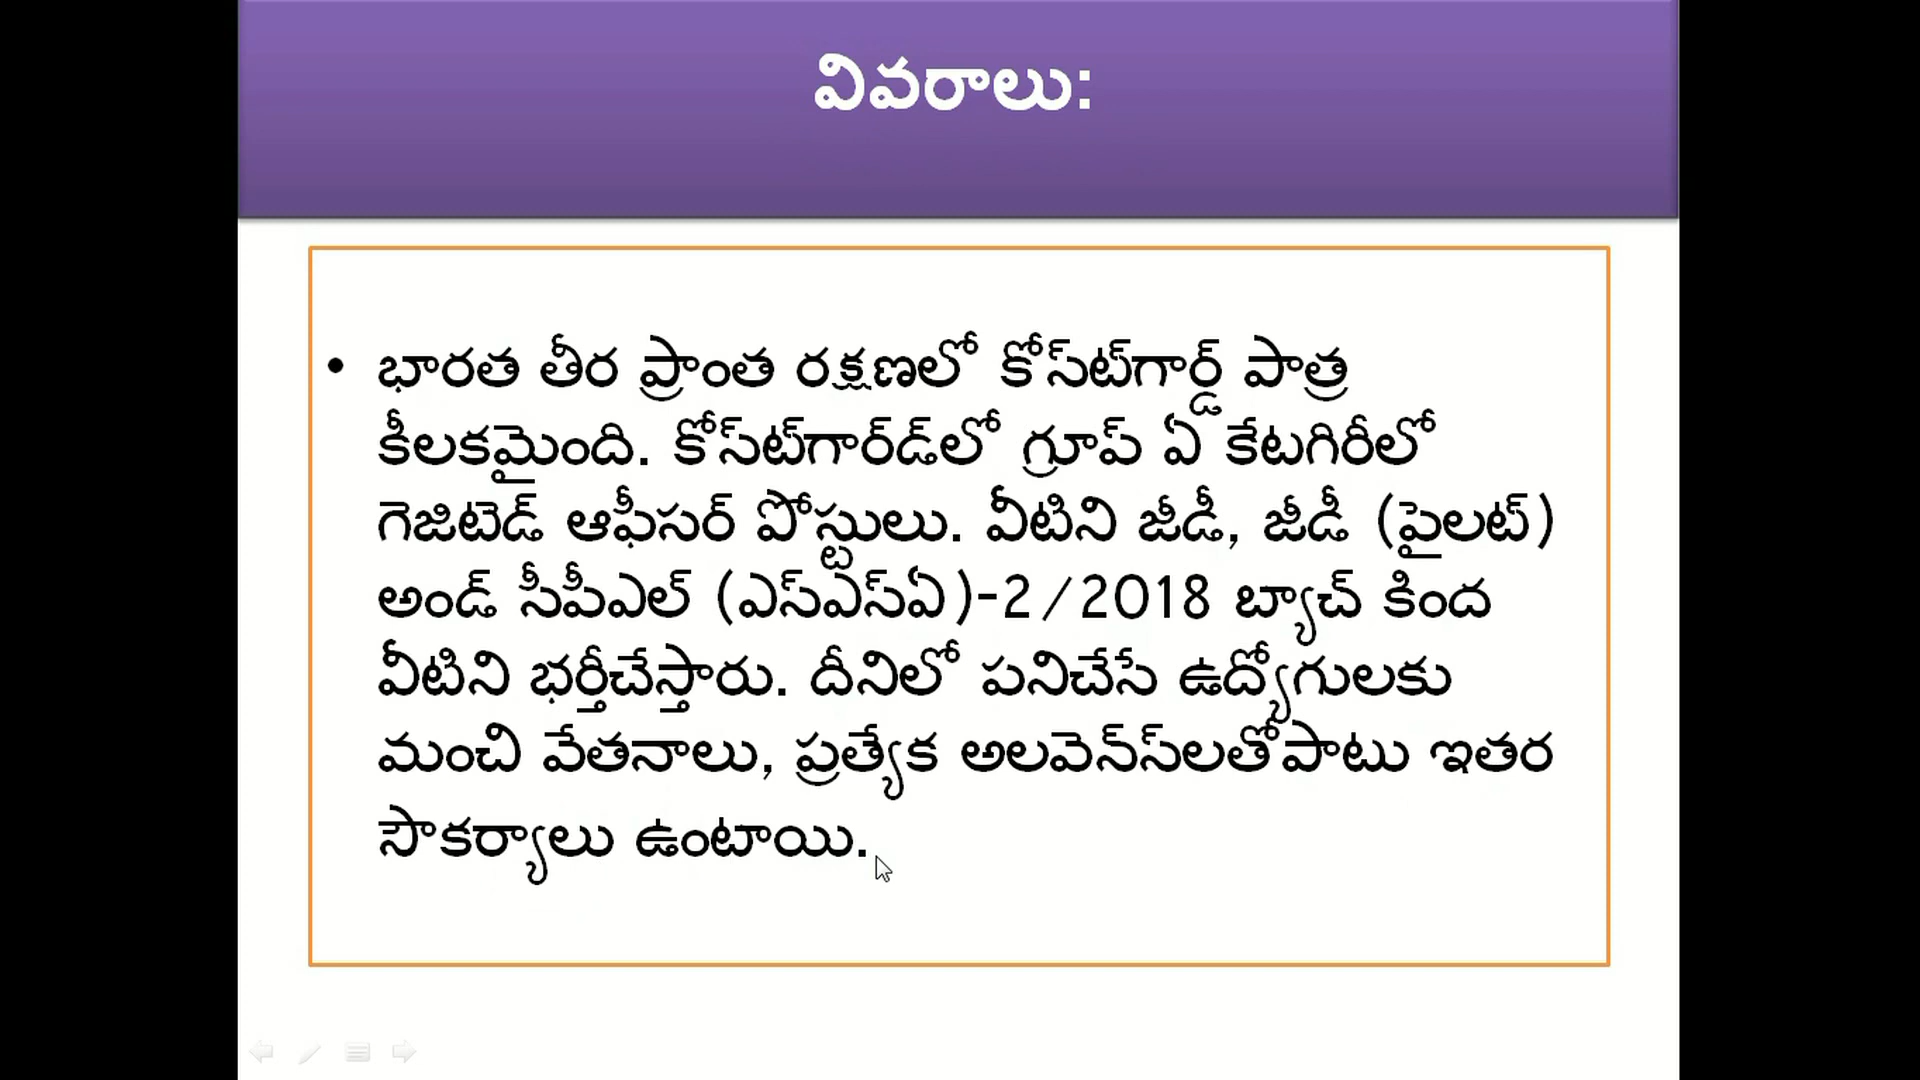 వివరాలు:
• భారత తీర ప్రాంత రక్షణలో కోస్ట్‌గార్డ్ పాత్ర
కీలకమైంది. కోస్ట్‌గార్‌డ్‌లో గ్రూప్ ఏ కేటగిరీలో
గెజిటెడ్ ఆఫీసర్ పోస్టులు. వీటిని జీడీ, జీడీ (పైలట్)
అండ్ సీపీఎల్ (ఎస్ఎస్ఏ)-2/2018 బ్యాచ్ కింద
వీటిని భర్తీచేస్తారు. దీనిలో పనిచేసే ఉద్యోగులకు
మంచి వేతనాలు, ప్రత్యేక అలవెన్‌స్‌లతోపాటు ఇతర
సౌకర్యాలు ఉంటాయి.